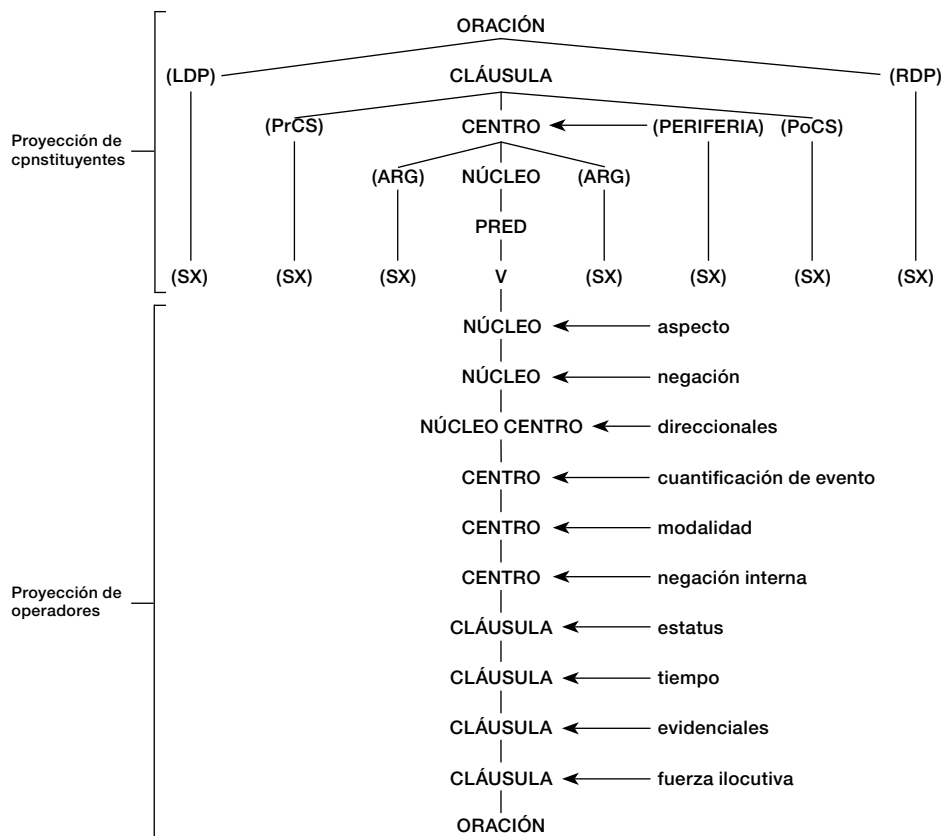 ORACIÓN
(LDP) CLÁUSULA (RDP)
(PrCS) CENTRO (PERIFERIA) (PoCS)
Proyección de
cpnstituyentes
(ARG) NÚCLEO (ARG)
PRED
(SX) (SX) (SX) V (SX) (SX) (SX) (SX)
NÚCLEO aspecto
NÚCLEO negación
NÚCLEO CENTRO direccionales
CENTRO cuantificación de evento
CENTRO modalidad
CENTRO negación interna
Proyección de
operadores
CLÁUSULA estatus
CLÁUSULA tiempo
CLÁUSULA evidenciales
CLÁUSULA fuerza ilocutiva
ORACIÓN